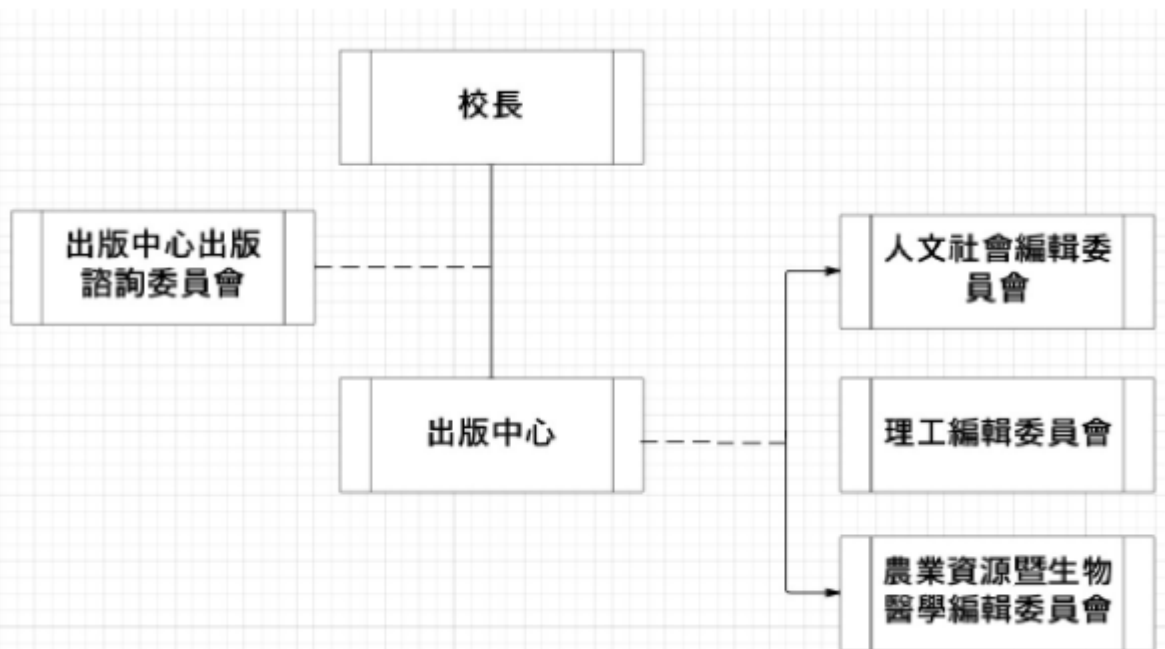 校長
出版中心出版
諮詢委員會
人文社會編輯委
員會
出版中心
理工編輯委員會
農業資源暨生物
醫學編輯委員會